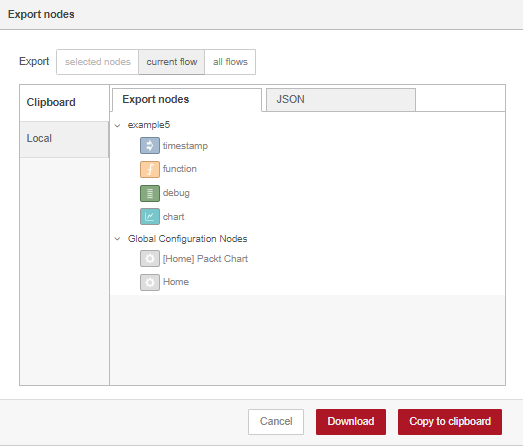 Export nodes
Export selected nodes current flow all flows
Clipboard
Local
Export nodes JSON
example5
timestamp
function
debug
chart
Global Configuration Nodes
[Home] Packt Chart
Home
Cancel Download Copy to clipboard